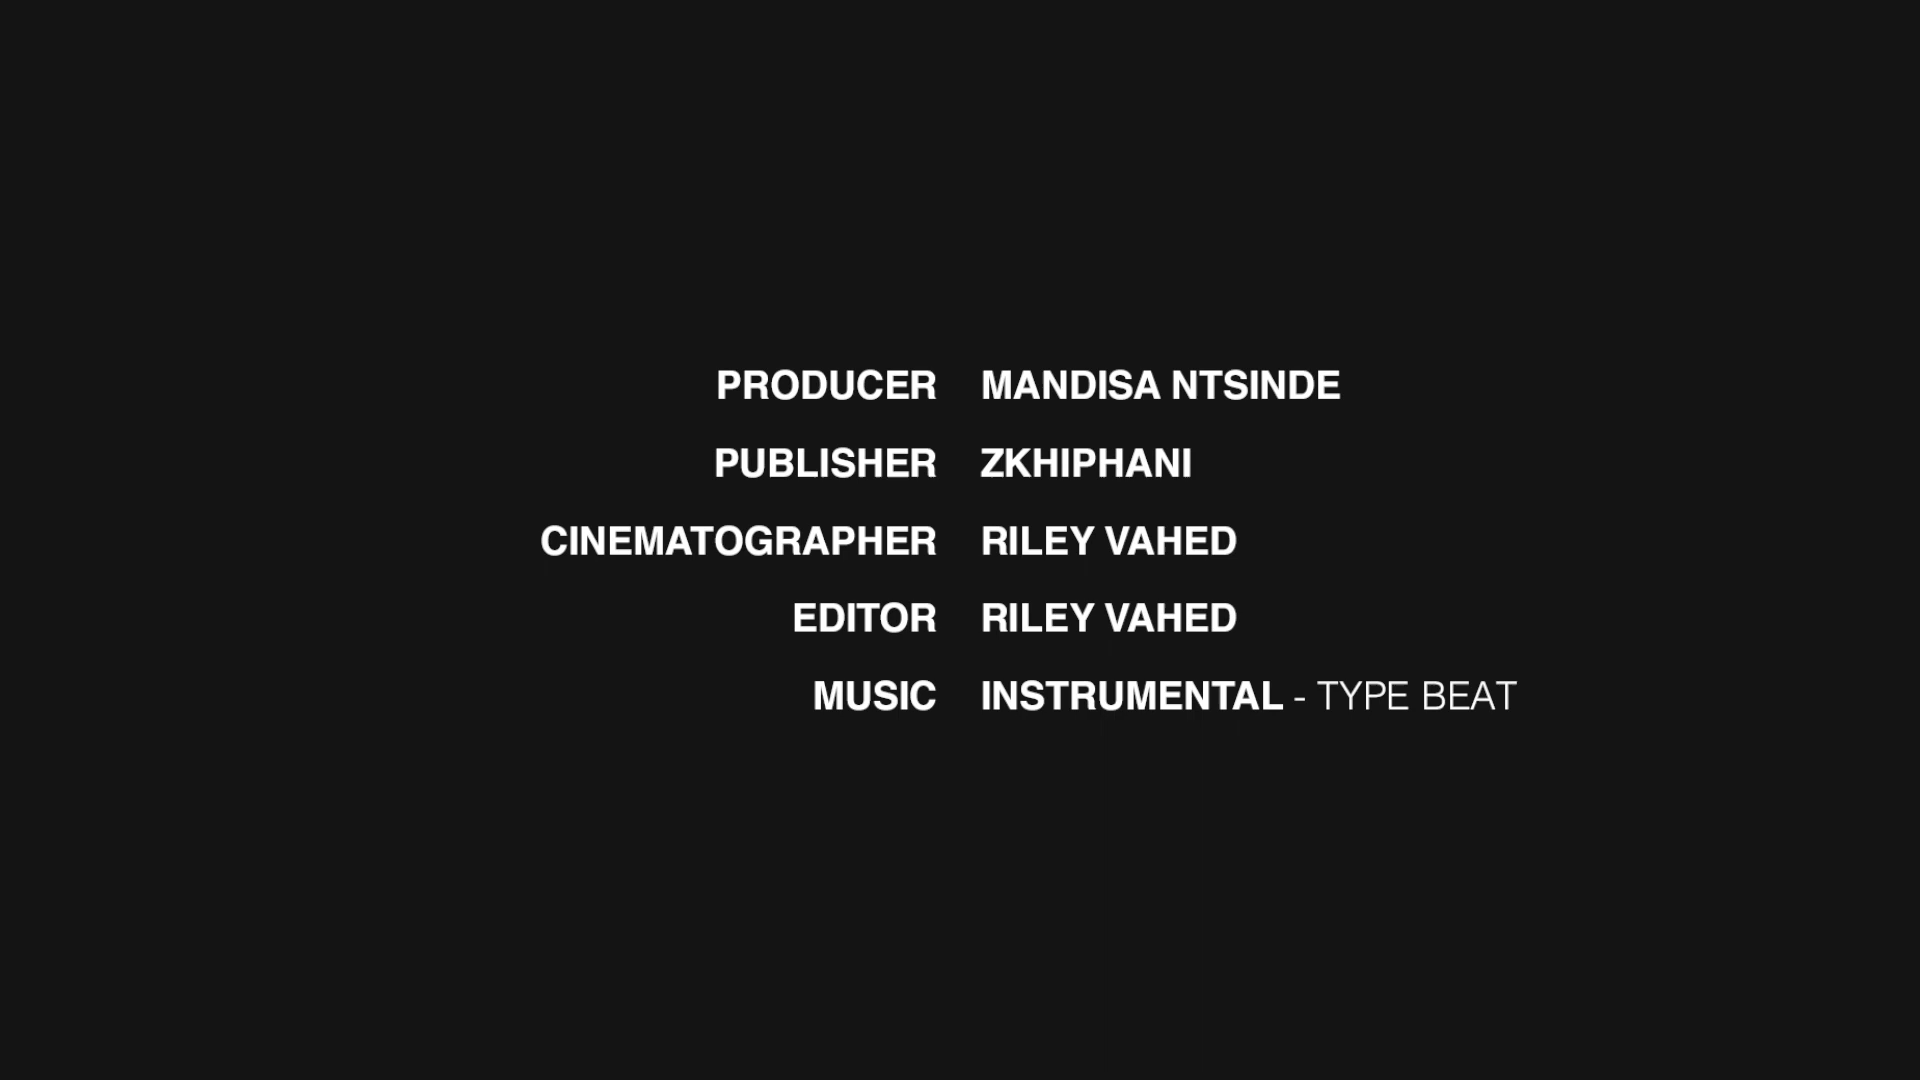 PRODUCER MANDISA NTSINDE
PUBLISHER ZKHIPHANI
CINEMATOGRAPHER RILEY VAHED
EDITOR RILEY VAHED
MUSIC INSTRUMENTAL - TYPE BEAT